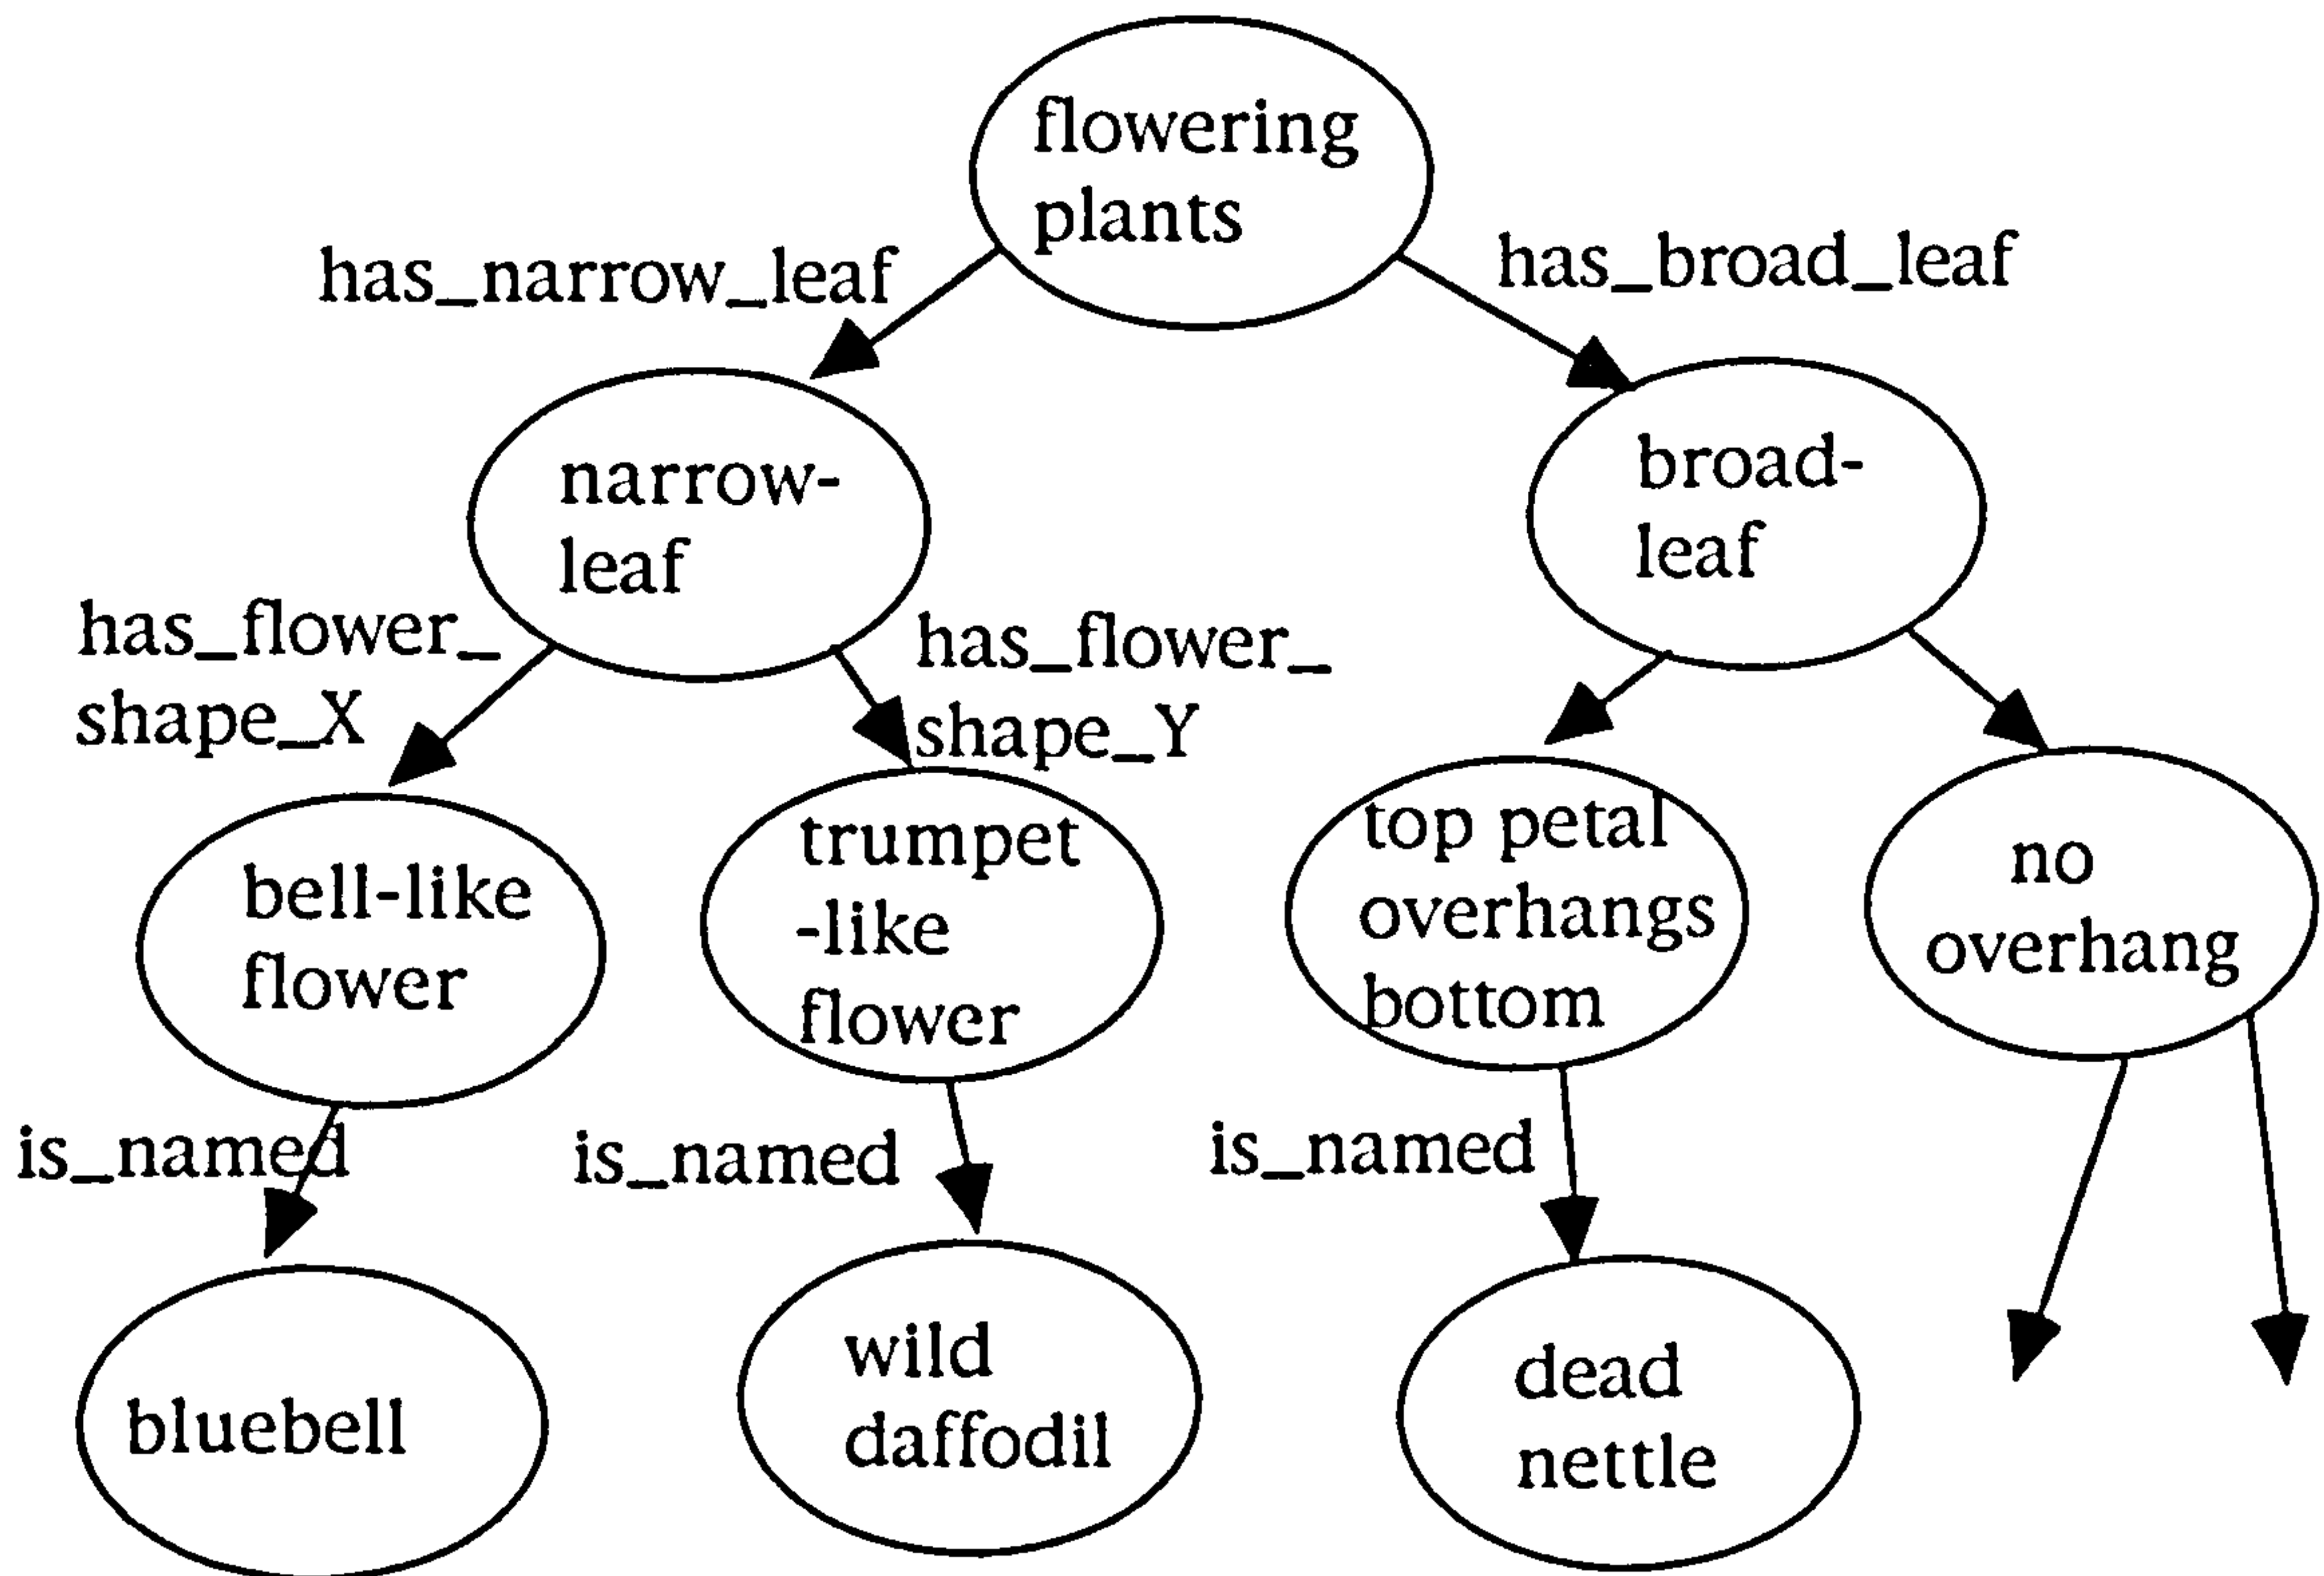 flowering
plants
has_narrow_leaf
has_broad_leaf
narrow-
leaf
broad-
leaf
has_flower_
shape_X
has_flower_
shape_Y
bell-like
flower
trumpet
-like
flower
top petal
overhangs
bottom
no
overhang
is_named
is_named
is_named
bluebell
wild
daffodil
dead
nettle